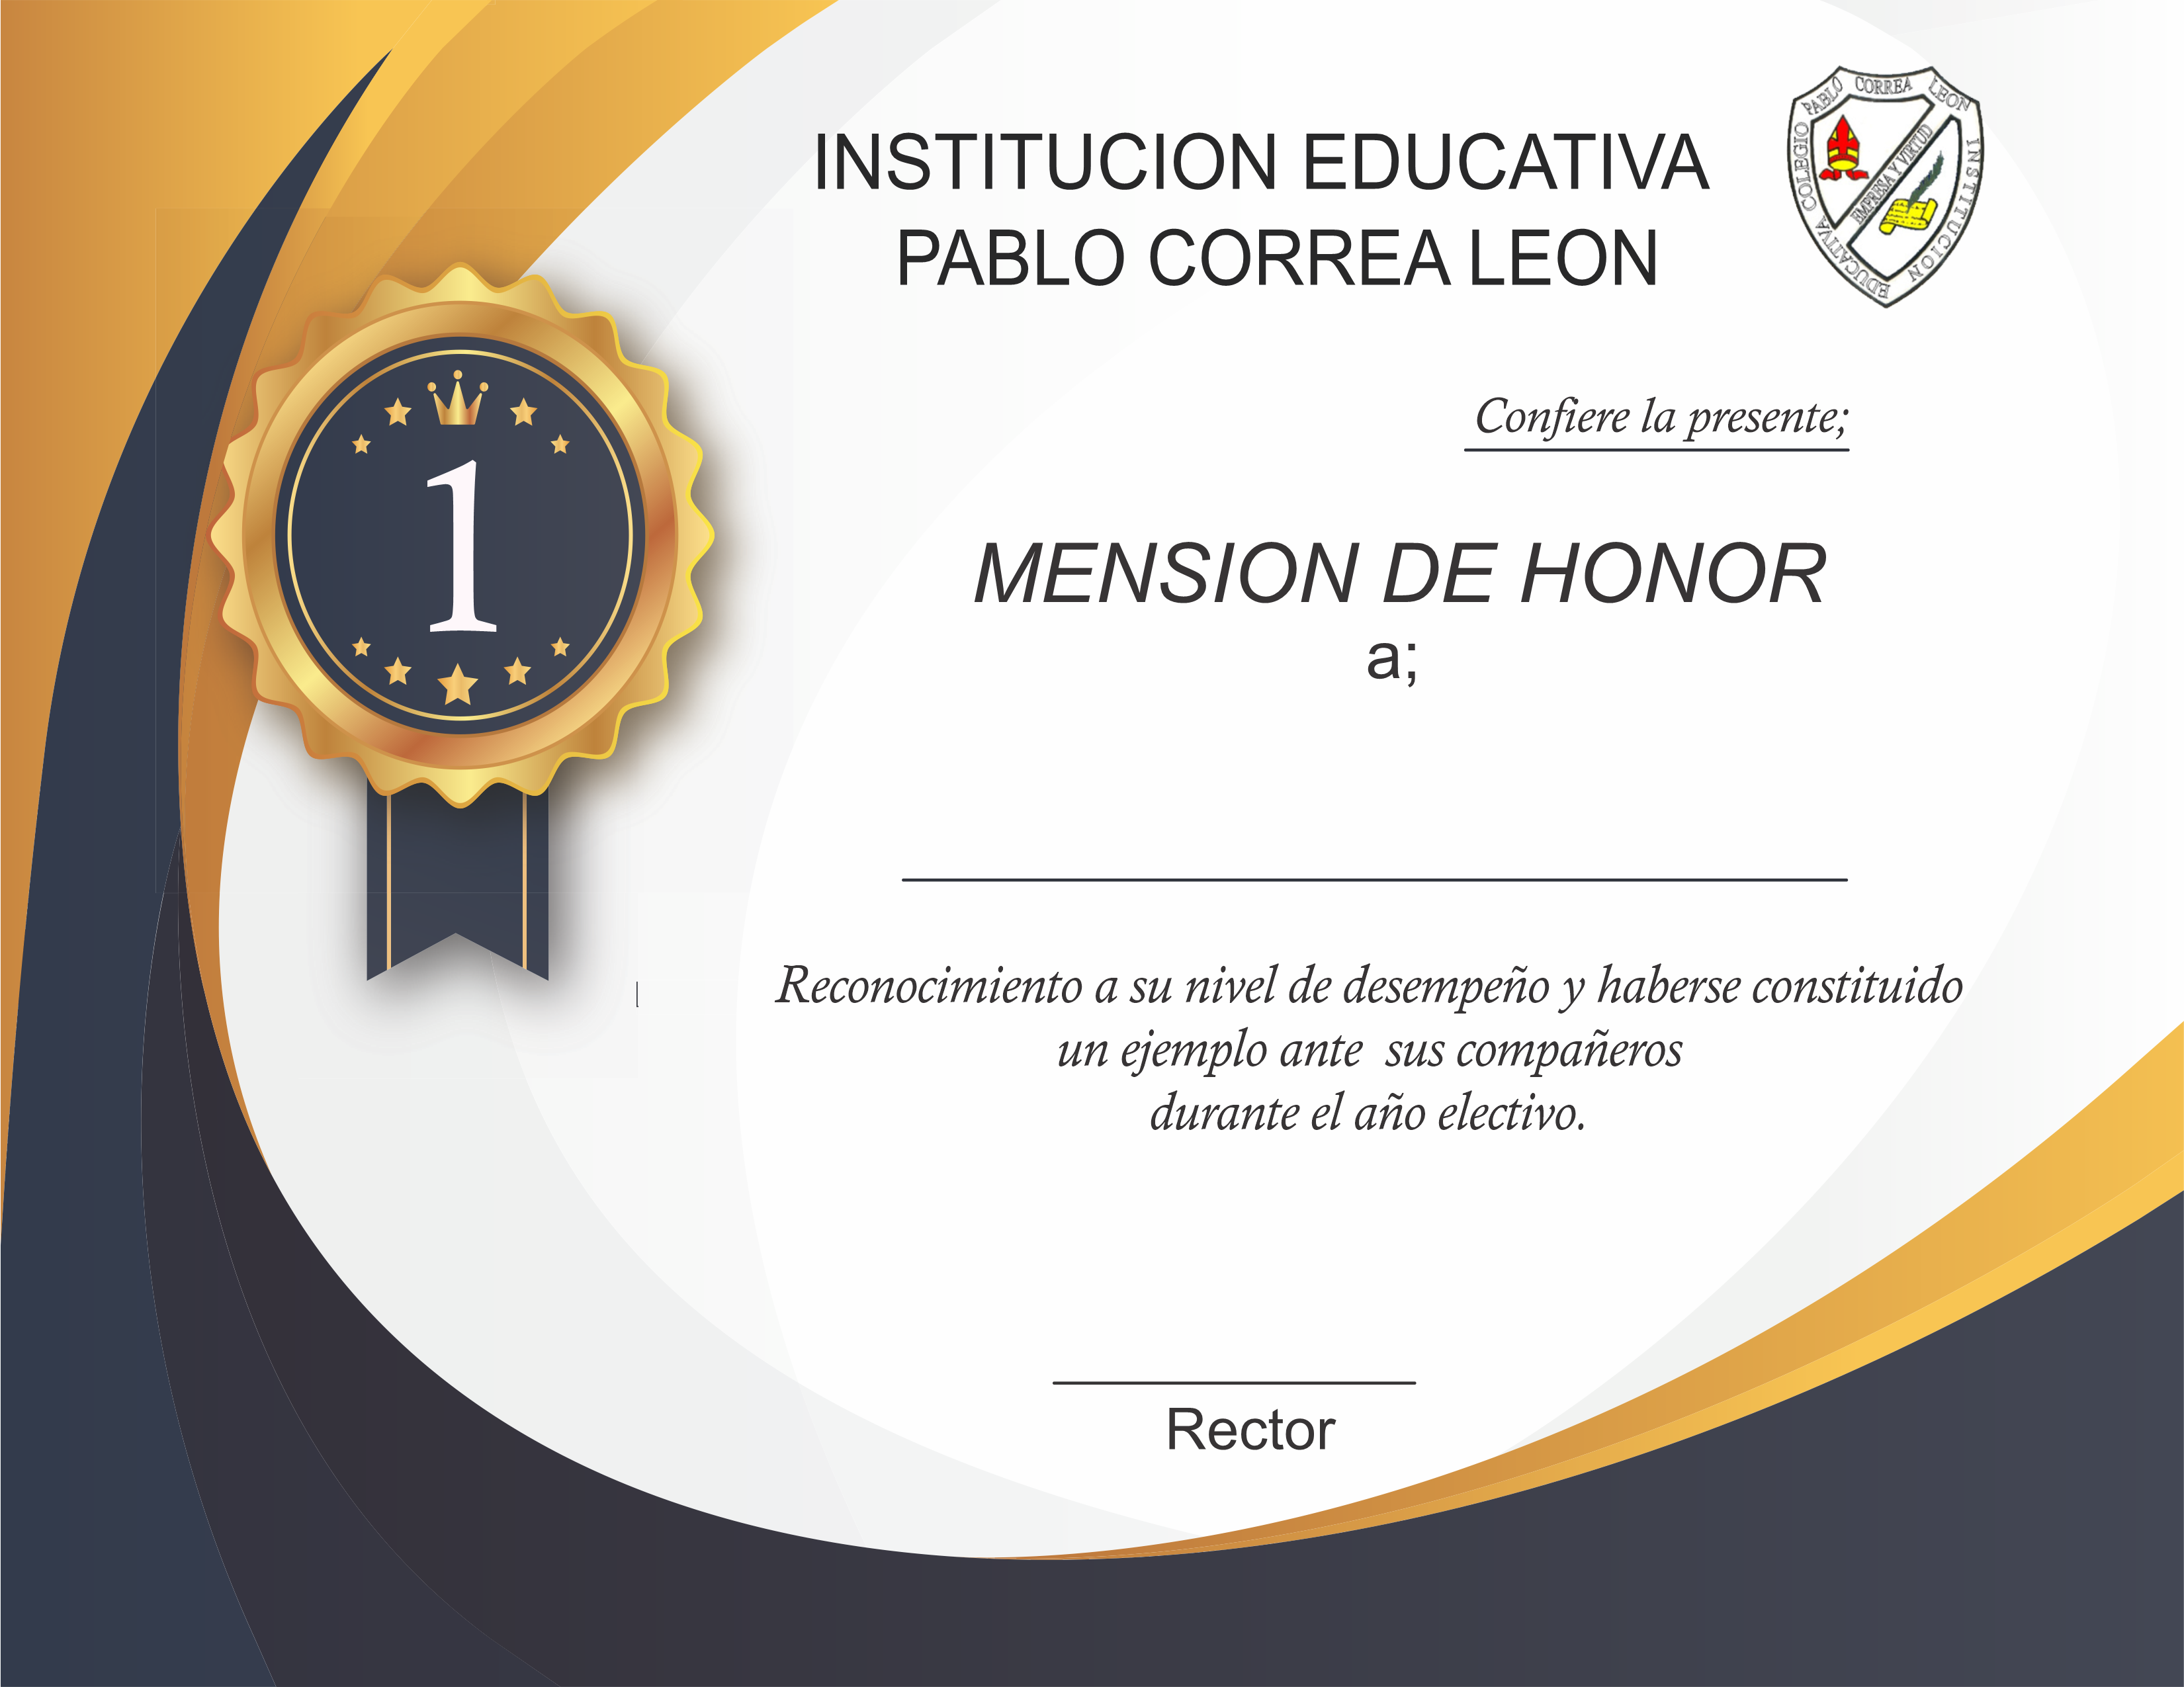 INSTITUCION EDUCATIVA
PABLO CORREA LEON
PABLO CORREA LEON
INSTITUCION
EDUCATIVA COLEGIO
EMPRESA Y VIRTUD
Confiere la presente;
1
MENSION DE HONOR
a;
Reconocimiento a su nivel de desempeño y haberse constituido
un ejemplo ante  sus compañeros
durante el año electivo.
Rector